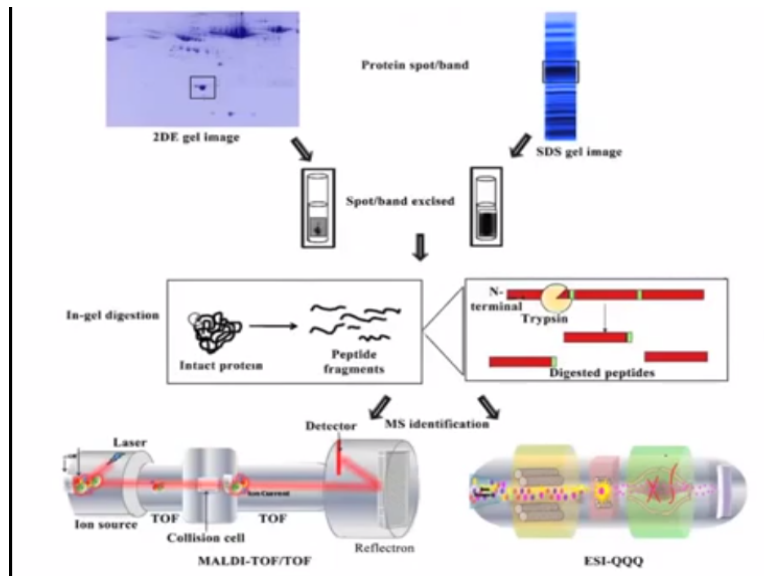 Protein spot/band
2DE gel image
SDS gel image
Spot/band excised
In-gel digestion
Intact protein
Peptide
fragments
N-
terminal
Trypsin
Digested peptides
MS identification
Detector
Laser
Ion Current
Ion source
TOF
TOF
Collision cell
Reflectron
MALDI-TOF/TOF
ESI-QQQ